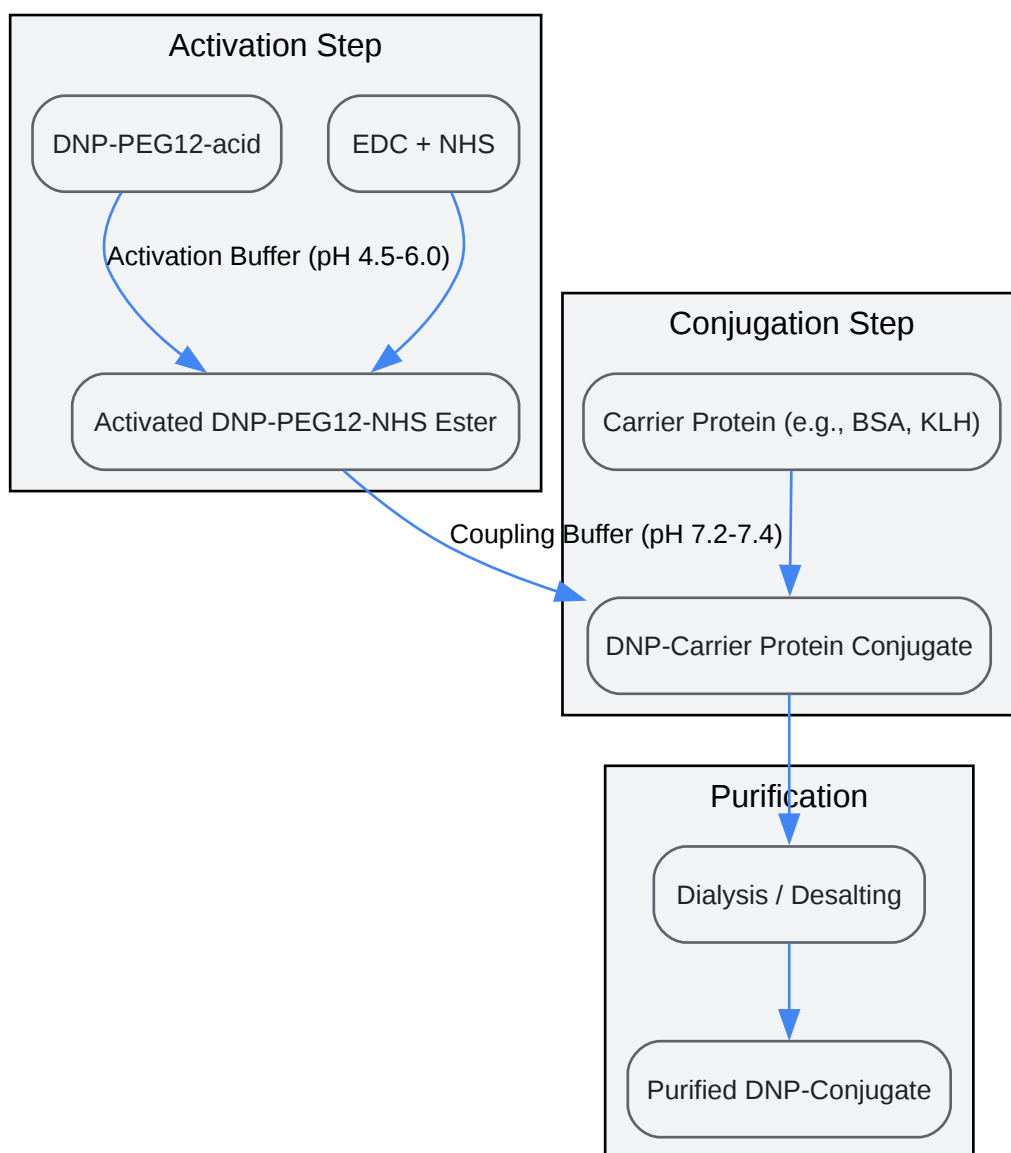 Activation Step
DNP-PEG12-acid
EDC + NHS
Activation Buffer (pH 4.5-6.0)
Activated DNP-PEG12-NHS Ester
Conjugation Step
Carrier Protein (e.g., BSA, KLH)
Coupling Buffer (pH 7.2-7.4)
DNP-Carrier Protein Conjugate
Purification
Dialysis / Desalting
Purified DNP-Conjugate